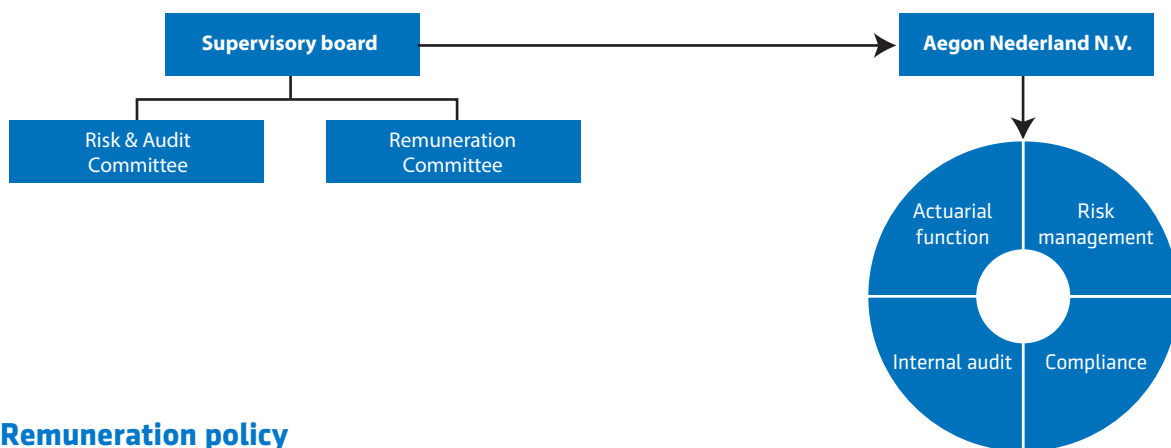 Supervisory board
Aegon Nederland N.V.
Risk & Audit
Committee
Remuneration
Committee
Actuarial
function
Risk
management
Internal audit
Compliance
Remuneration policy